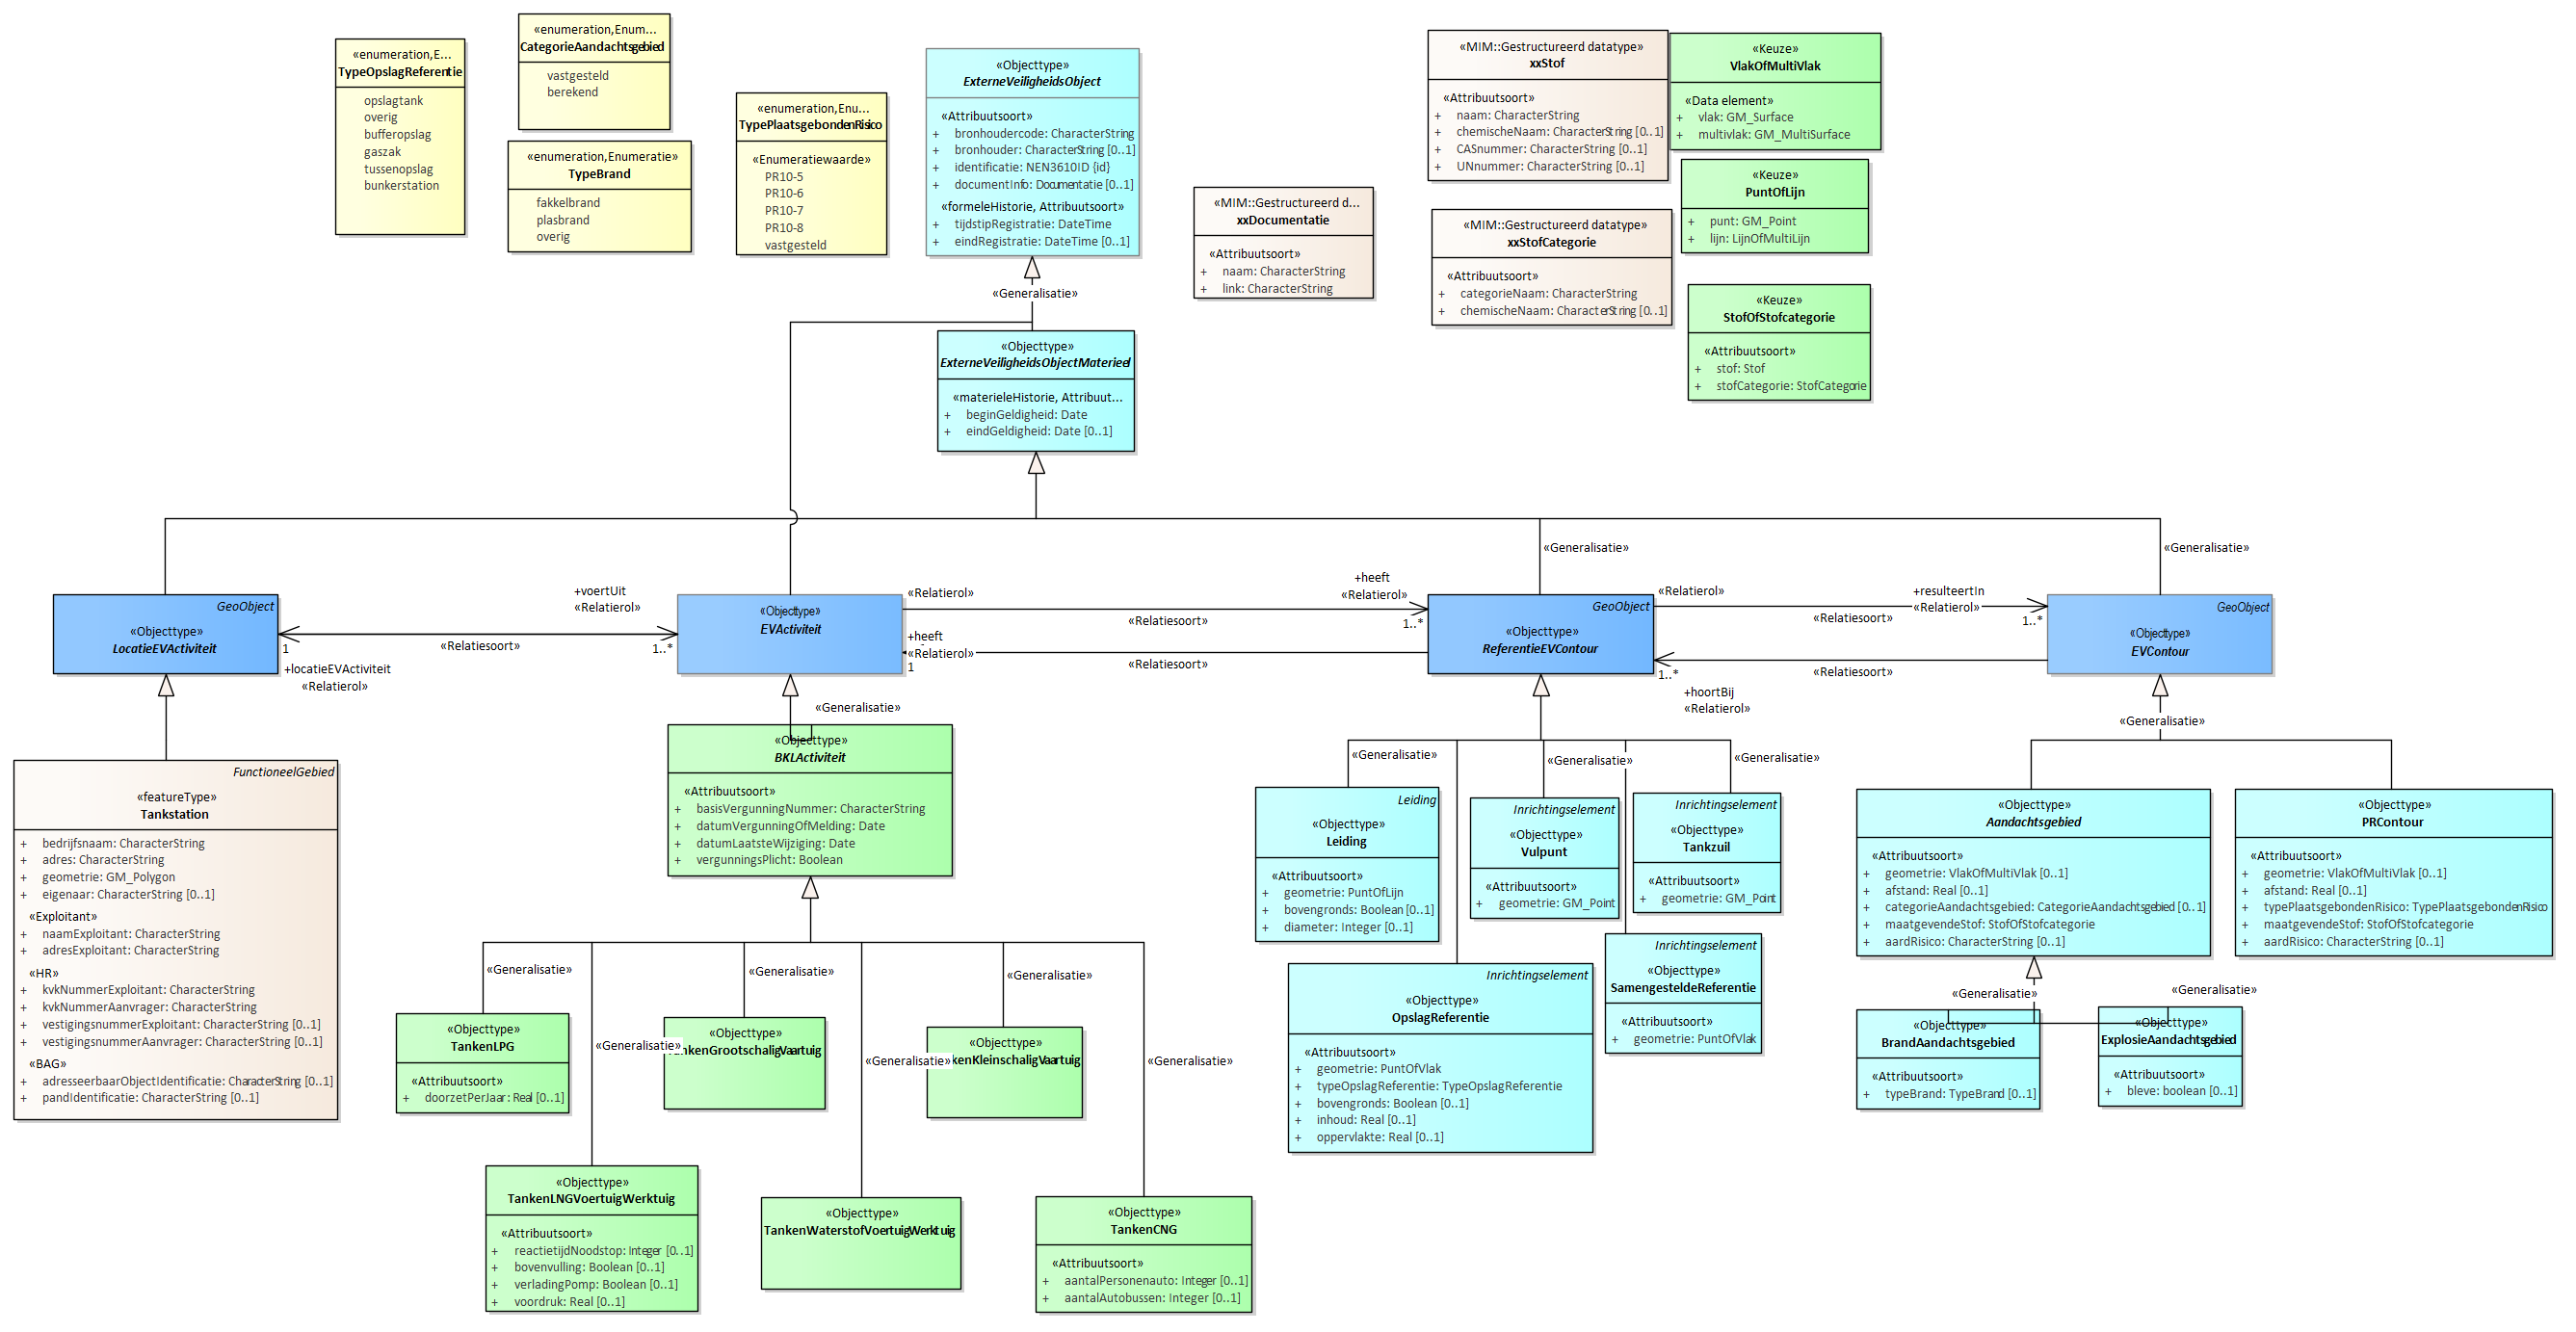 «enumeration,E...
TypeOpslagReferentie
opslagtank
overig
bufferopslag
gaszak
tussenopslag
bunkerstation
«enumeration,Enum...
CategorieAandachtsgebied
vastgesteld
berekend
«enumeration,Enumeratie»
TypeBrand
fakkelbrand
plasbrand
overig
«enumeration,Enu...
TypePlaatsgebondenRisico
«Enumeratiewaarde»
PR10-5
PR10-6
PR10-7
PR10-8
vastgesteld
«Objecttype»
ExterneVeiligheidsObject
«Attribuutsoort»
+ bronhoudercode: CharacterString
+ bronhouder: CharacterString [0..1]
+ identificatie: NEN3610ID {id}
+ documentInfo: Documentatie [0..1]
«formeleHistorie, Attribuutsoort»
+ tijdstipRegistratie: DateTime
+ eindRegistratie: DateTime [0..1]
«Generalisatie»
«Objecttype»
ExterneVeiligheidsObjectMaterieel
«materieleHistorie, Attribuut...
+ beginGeldigheid: Date
+ eindGeldigheid: Date [0..1]
«MIM::Gestructureerd d...
xxDocumentatie
«Attribuutsoort»
+ naam: CharacterString
+ link: CharacterString
«MIM::Gestructureerd datatype»
xxStof
«Attribuutsoort»
+ naam: CharacterString
+ chemischeNaam: CharacterString [0..1]
+ CASnummer: CharacterString [0..1]
+ UNnummer: CharacterString [0..1]
«MIM::Gestructureerd datatype»
xxStofCategorie
«Attribuutsoort»
+ categorieNaam: CharacterString
+ chemischeNaam: CharacterString [0..1]
«Keuze»
VlakOfMultiVlak
«Data element»
+ vlak: GM_Surface
+ multivlak: GM_MultiSurface
«Keuze»
PuntOfLijn
+ punt: GM_Point
+ lijn: LijnOfMultiLijn
«Keuze»
StofOfStofcategorie
«Attribuutsoort»
+ stof: Stof
+ stofCategorie: StofCategorie
«Generalisatie»
«Generalisatie»
GeoObject
«Objecttype»
LocatieEVActiviteit
+voertUit
«Relatierol»
«Relatiesoort»
1..*
1
+locatieEVActiviteit
«Relatierol»
«Objecttype»
EVActiviteit
«Relatierol»
+heeft
«Relatierol»
«Relatiesoort»
1..*
+heeft
«Relatierol»
1
«Relatiesoort»
GeoObject
«Objecttype»
ReferentieEVContour
«Relatierol»
+resulteertIn
«Relatierol»
«Relatiesoort»
1..*
«Relatiesoort»
1..*
+hoortBij
«Relatierol»
GeoObject
«Objecttype»
EVContour
«Generalisatie»
«Generalisatie»
FunctioneelGebied
«featureType»
Tankstation
+ bedrijfsnaam: CharacterString
+ adres: CharacterString
+ geometrie: GM_Polygon
+ eigenaar: CharacterString [0..1]
«Exploitant»
+ naamExploitant: CharacterString
+ adresExploitant: CharacterString
«HR»
+ kvkNummerExploitant: CharacterString
+ kvkNummerAanvrager: CharacterString
+ vestigingsnummerExploitant: CharacterString [0..1]
+ vestigingsnummerAanvrager: CharacterString [0..1]
«BAG»
+ adresseerbaarObjectIdentificatie: CharacterString [0..1]
+ pandIdentificatie: CharacterString [0..1]
«Objecttype»
BKLActiviteit
«Attribuutsoort»
+ basisVergunningNummer: CharacterString
+ datumVergunningOfMelding: Date
+ datumLaatsteWijziging: Date
+ vergunningsPlicht: Boolean
«Generalisatie»
«Generalisatie»
«Generalisatie»
«Generalisatie»
«Generalisatie»
«Generalisatie»
«Objecttype»
TankenLPG
«Attribuutsoort»
+ doorzetPerJaar: Real [0..1]
«Objecttype»
nkenGrootschaligVaartuig
«Objecttype»
kenKleinschaligVaartuig
«Objecttype»
TankenLNGVoertuigWerktuig
«Attribuutsoort»
+ reactietijdNoodstop: Integer [0..1]
+ bovenvulling: Boolean [0..1]
+ verladingPomp: Boolean [0..1]
+ voordruk: Real [0..1]
«Objecttype»
TankenWaterstofVoertuigWerktuig
«Objecttype»
TankenCNG
«Attribuutsoort»
+ aantalPersonenauto: Integer [0..1]
+ aantalAutobussen: Integer [0..1]
«Generalisatie»
«Generalisatie»
«Generalisatie»
Leiding
«Objecttype»
Leiding
«Attribuutsoort»
+ geometrie: PuntOfLijn
+ bovengronds: Boolean [0..1]
+ diameter: Integer [0..1]
Inrichtingselement
«Objecttype»
Vulpunt
«Attribuutsoort»
+ geometrie: GM_Point
Inrichtingselement
«Objecttype»
Tankzuil
«Attribuutsoort»
+ geometrie: GM_Point
Inrichtingselement
«Objecttype»
OpslagReferentie
«Attribuutsoort»
+ geometrie: PuntOfVlak
+ typeOpslagReferentie: TypeOpslagReferentie
+ bovengronds: Boolean [0..1]
+ inhoud: Real [0..1]
+ oppervlakte: Real [0..1]
Inrichtingselement
«Objecttype»
SamengesteldeReferentie
«Attribuutsoort»
+ geometrie: PuntOfVlak
«Objecttype»
Aandachtsgebied
«Attribuutsoort»
+ geometrie: VlakOfMultiVlak [0..1]
+ afstand: Real [0..1]
+ categorieAandachtsgebied: CategorieAandachtsgebied [0..1]
+ maatgevendeStof: StofOfStofcategorie
+ aardRisico: CharacterString [0..1]
«Objecttype»
PRContour
«Attribuutsoort»
+ geometrie: VlakOfMultiVlak [0..1]
+ afstand: Real [0..1]
+ typePlaatsgebondenRisico: TypePlaatsgebondenRisico
+ maatgevendeStof: StofOfStofcategorie
+ aardRisico: CharacterString [0..1]
«Generalisatie»
«Generalisatie»
«Objecttype»
BrandAandachtsgebied
«Attribuutsoort»
+ typeBrand: TypeBrand [0..1]
«Objecttype»
ExplosieAandachtsgebied
«Attribuutsoort»
+ bleve: boolean [0..1]